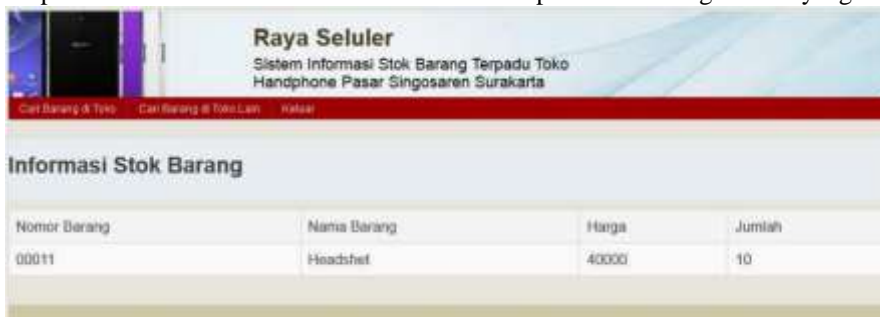 Raya Seluler
Sistem Informasi Stok Barang Terpadu Toko
Handphone Pasar Singosaren Surakarta
Cari Barang di Toko Cari Barang di Toko Lain Keluar
Informasi Stok Barang
Nomor Barang Nama Barang Harga Jumlah
00011 Headshet 40000 10